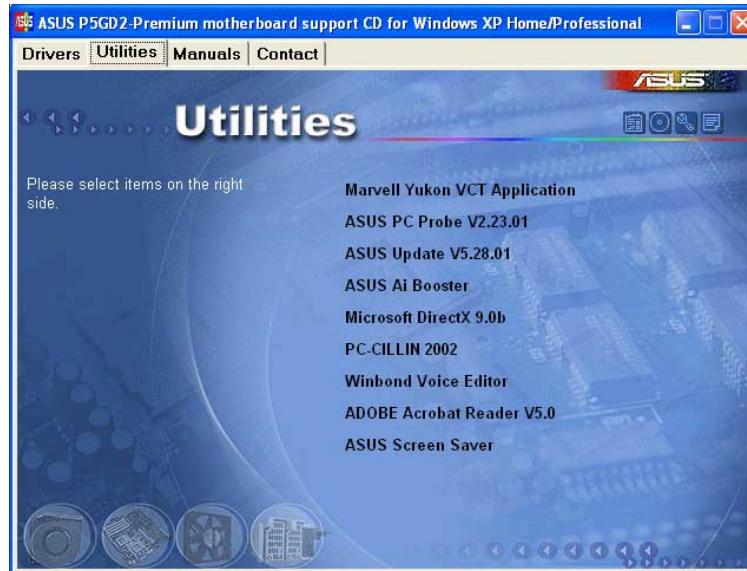 ASUS P5GD2-Premium motherboard support CD for Windows XP Home/Professional
Drivers Utilities Manuals Contact
ASUS
Utilities
Please select items on the right
side.
Marvell Yukon VCT Application
ASUS PC Probe V2.23.01
ASUS Update V5.28.01
ASUS Ai Booster
Microsoft DirectX 9.0b
PC-CILLIN 2002
Winbond Voice Editor
ADOBE Acrobat Reader V5.0
ASUS Screen Saver